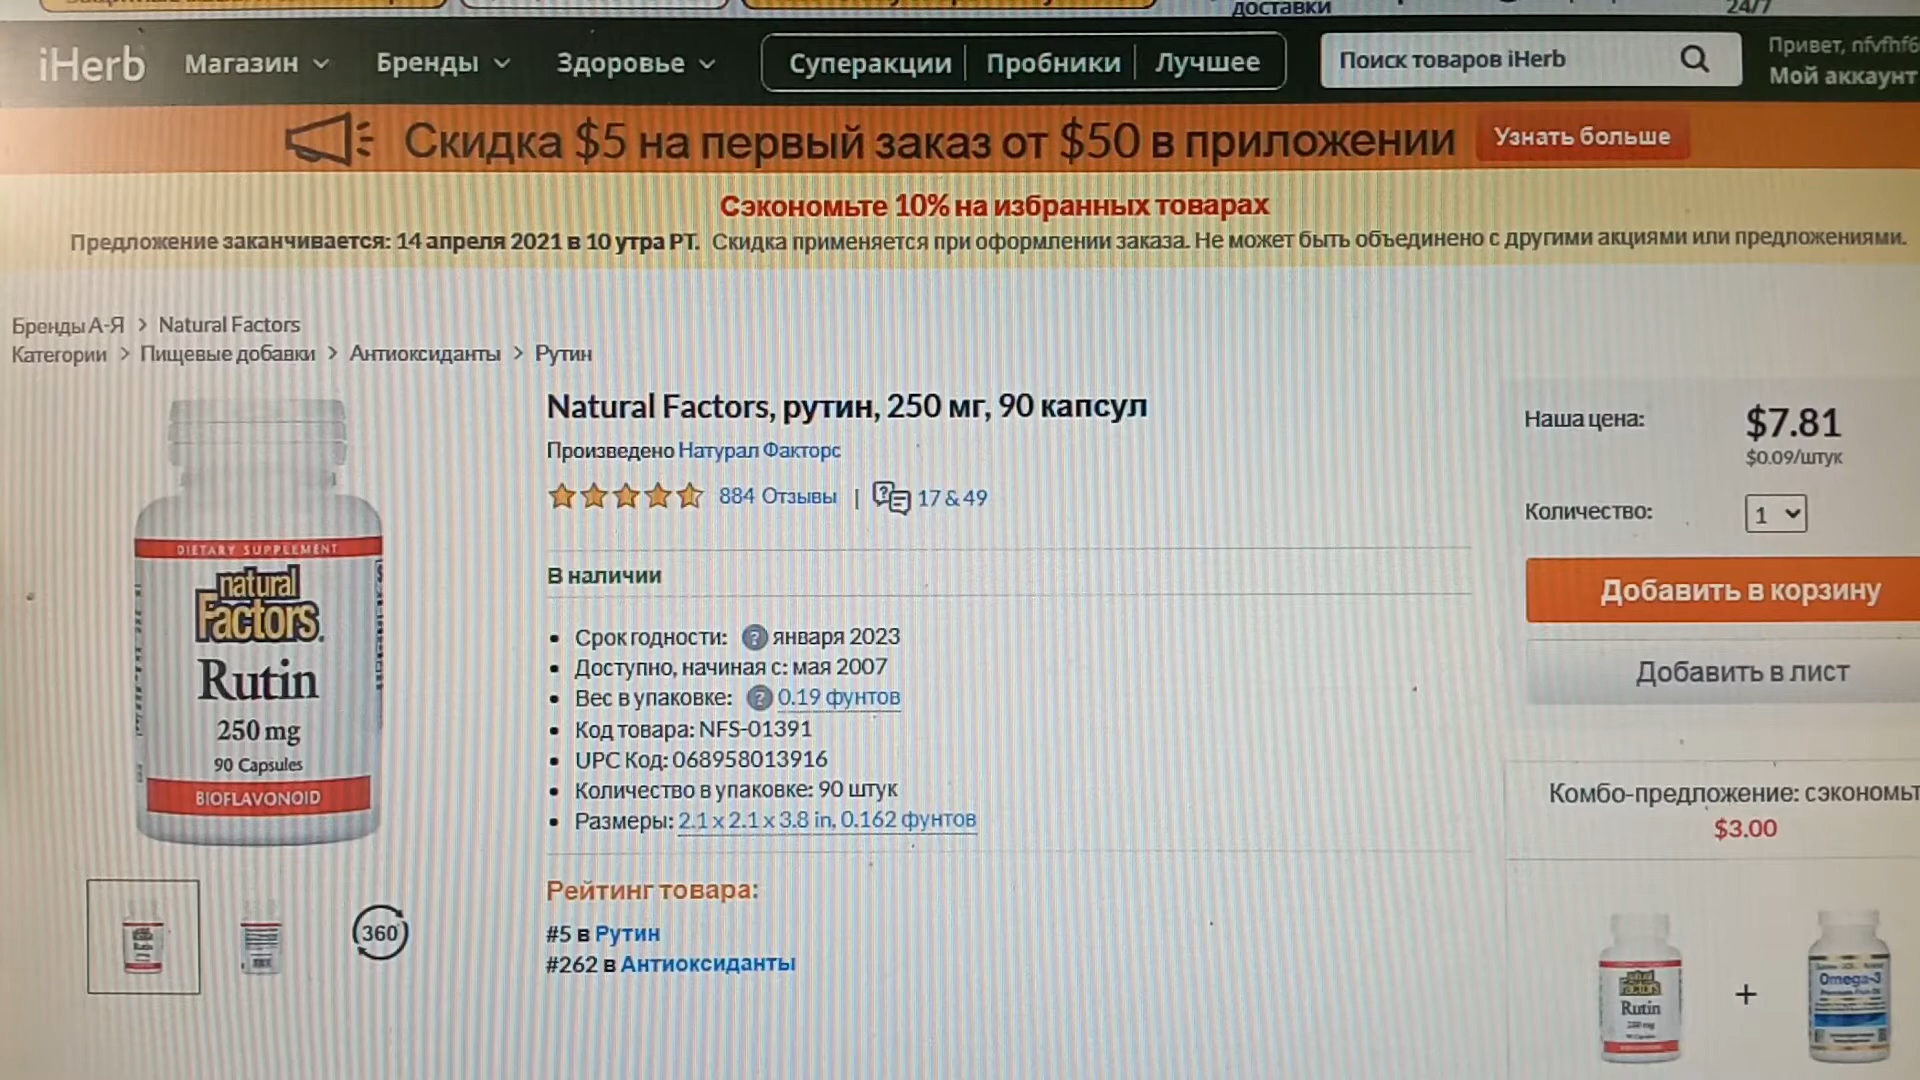 доставки
24/7
iHerb
Магазин
Бренды
Здоровье
Суперакции
Пробники
Лучшее
Поиск товаров iHerb
Привет, nfvfhf6
Мой аккаунт
Скидка $5 на первый заказ от $50 в приложении
Узнать больше
Сэкономьте 10% на избранных товарах
Предложение заканчивается: 14 апреля 2021 в 10 утра PT. Скидка применяется при оформлении заказа. Не может быть объединено с другими акциями или предложениями.
Бренды А-Я > Natural Factors
Категории > Пищевые добавки > Антиоксиданты > Рутин
DIETARY SUPPLEMENT
natural
Factors.
Rutin
250 mg
90 Capsules
BIOFLAVONOID
360
Natural Factors, рутин, 250 мг, 90 капсул
Произведено Натурал Факторс
884 Отзывы | 17 & 49
В наличии
Срок годности: ? января 2023
Доступно, начиная с: мая 2007
Вес в упаковке: ? 0.19 фунтов
Код товара: NFS-01391
UPC Код: 068958013916
Количество в упаковке: 90 штук
Размеры: 2.1 x 2.1 x 3.8 in, 0.162 фунтов
Рейтинг товара:
#5 в Рутин
#262 в Антиоксиданты
Наша цена:
$7.81
$0.09/штук
Количество:
1
Добавить в корзину
Добавить в лист
Комбо-предложение: сэкономьт
$3.00
natural
Factors
Rutin
250 mg
+
Omega-3